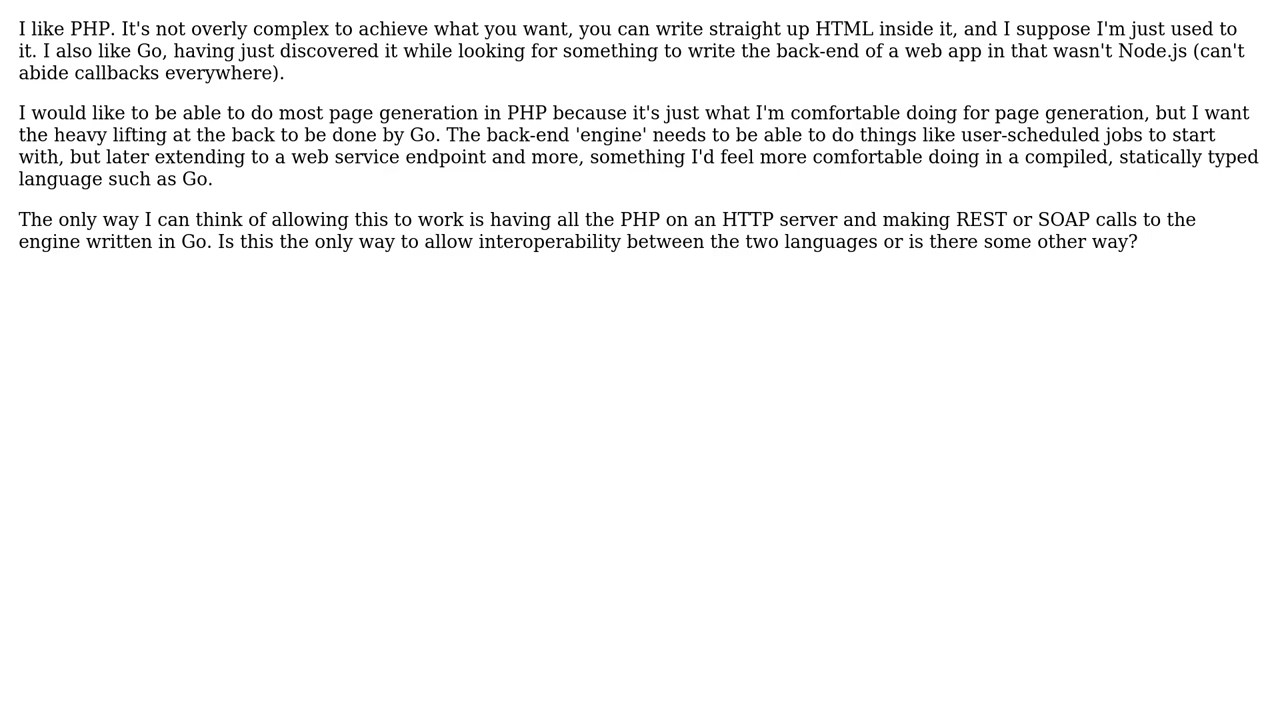 I like PHP. It's not overly complex to achieve what you want, you can write straight up HTML inside it, and I suppose I'm just used to
it. I also like Go, having just discovered it while looking for something to write the back-end of a web app in that wasn't Node.js (can't
abide callbacks everywhere).
I would like to be able to do most page generation in PHP because it's just what I'm comfortable doing for page generation, but I want
the heavy lifting at the back to be done by Go. The back-end 'engine' needs to be able to do things like user-scheduled jobs to start
with, but later extending to a web service endpoint and more, something I'd feel more comfortable doing in a compiled, statically typed
language such as Go.
The only way I can think of allowing this to work is having all the PHP on an HTTP server and making REST or SOAP calls to the
engine written in Go. Is this the only way to allow interoperability between the two languages or is there some other way?